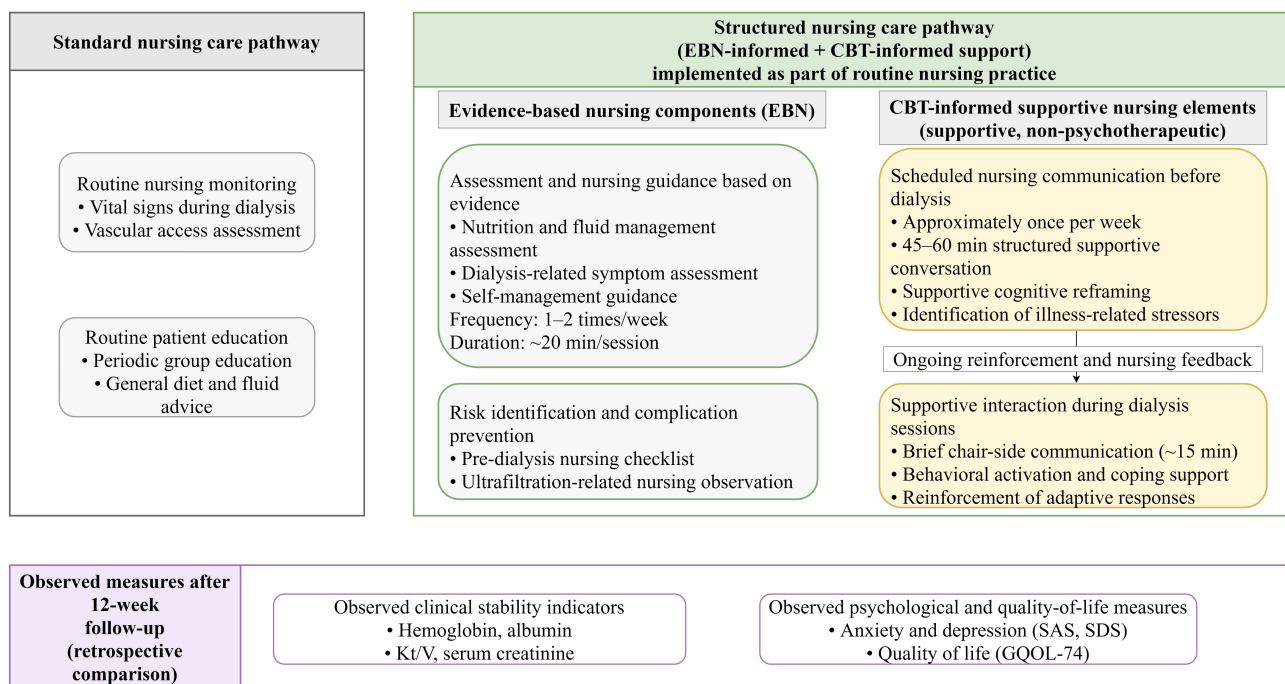 Standard nursing care pathway
Routine nursing monitoring
• Vital signs during dialysis
• Vascular access assessment
Routine patient education
• Periodic group education
• General diet and fluid
advice
Structured nursing care pathway
(EBN-informed + CBT-informed support)
implemented as part of routine nursing practice
Evidence-based nursing components (EBN)
Assessment and nursing guidance based on
evidence
• Nutrition and fluid management
assessment
• Dialysis-related symptom assessment
• Self-management guidance
Frequency: 1–2 times/week
Duration: ~20 min/session
Risk identification and complication
prevention
• Pre-dialysis nursing checklist
• Ultrafiltration-related nursing observation
CBT-informed supportive nursing elements
(supportive, non-psychotherapeutic)
Scheduled nursing communication before
dialysis
• Approximately once per week
• 45–60 min structured supportive
conversation
• Supportive cognitive reframing
• Identification of illness-related stressors
Ongoing reinforcement and nursing feedback
Supportive interaction during dialysis
sessions
• Brief chair-side communication (~15 min)
• Behavioral activation and coping support
• Reinforcement of adaptive responses
Observed measures after
12-week
follow-up
(retrospective
comparison)
Observed clinical stability indicators
• Hemoglobin, albumin
• Kt/V, serum creatinine
Observed psychological and quality-of-life measures
• Anxiety and depression (SAS, SDS)
• Quality of life (GQOL-74)